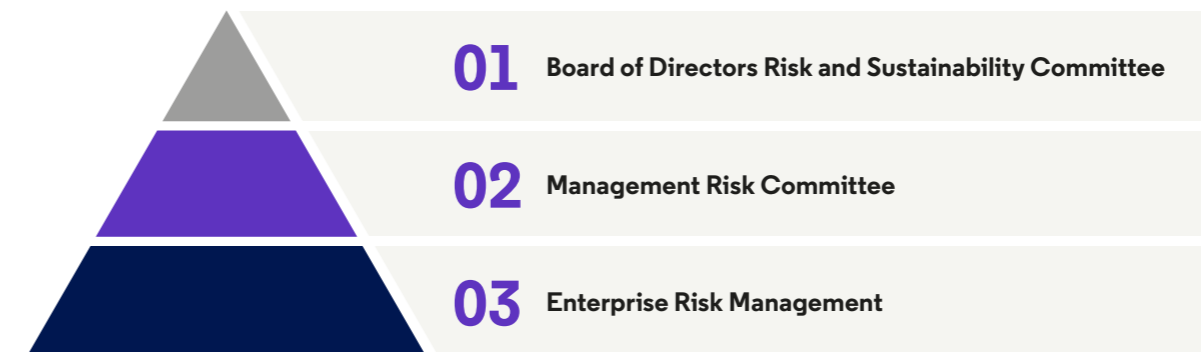 01 Board of Directors Risk and Sustainability Committee
02 Management Risk Committee
03 Enterprise Risk Management